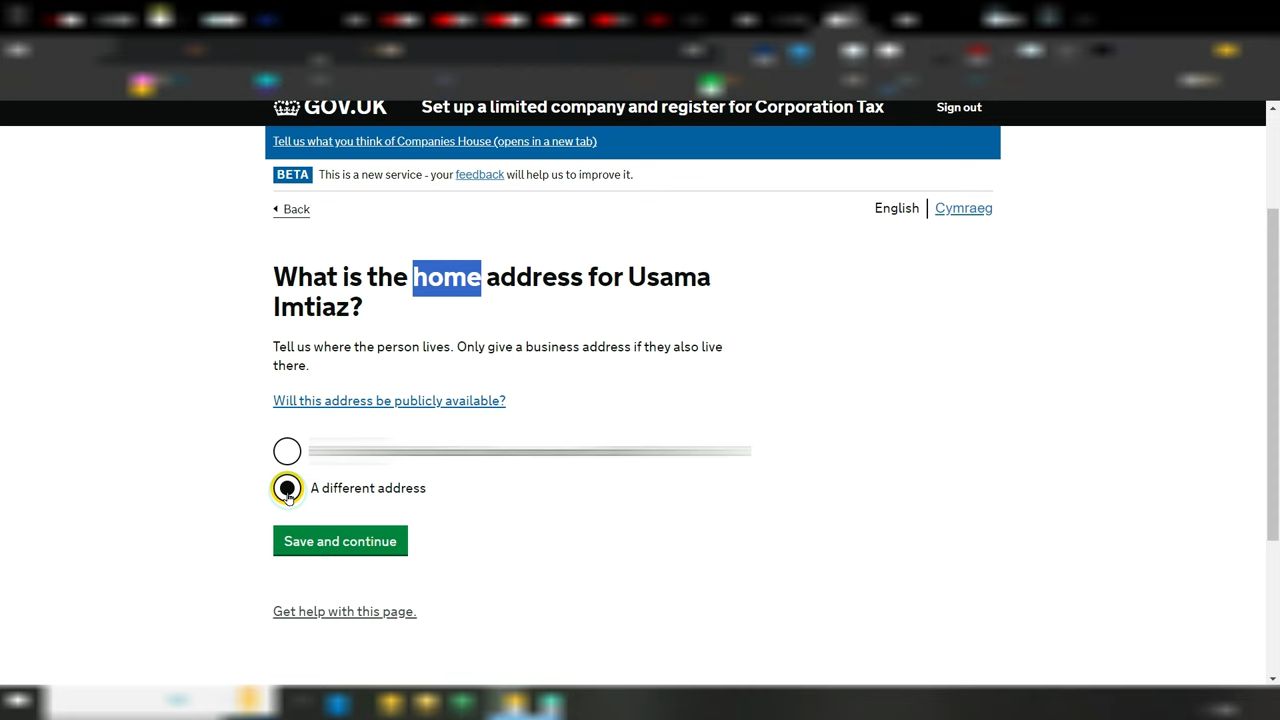 GOV.UK Set up a limited company and register for Corporation Tax Sign out
Tell us what you think of Companies House (opens in a new tab)
BETA This is a new service - your feedback will help us to improve it.
Back English Cymraeg
What is the home address for Usama
Imtiaz?
Tell us where the person lives. Only give a business address if they also live
there.
Will this address be publicly available?
A different address
Save and continue
Get help with this page.